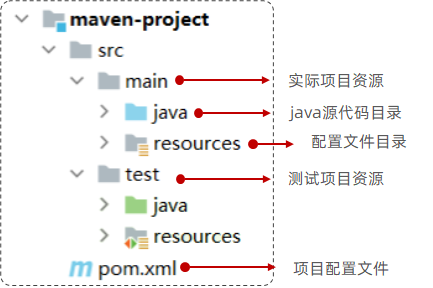 maven-project
src
main 实际项目资源
java java源代码目录
resources 配置文件目录
test 测试项目资源
java
resources
pom.xml 项目配置文件